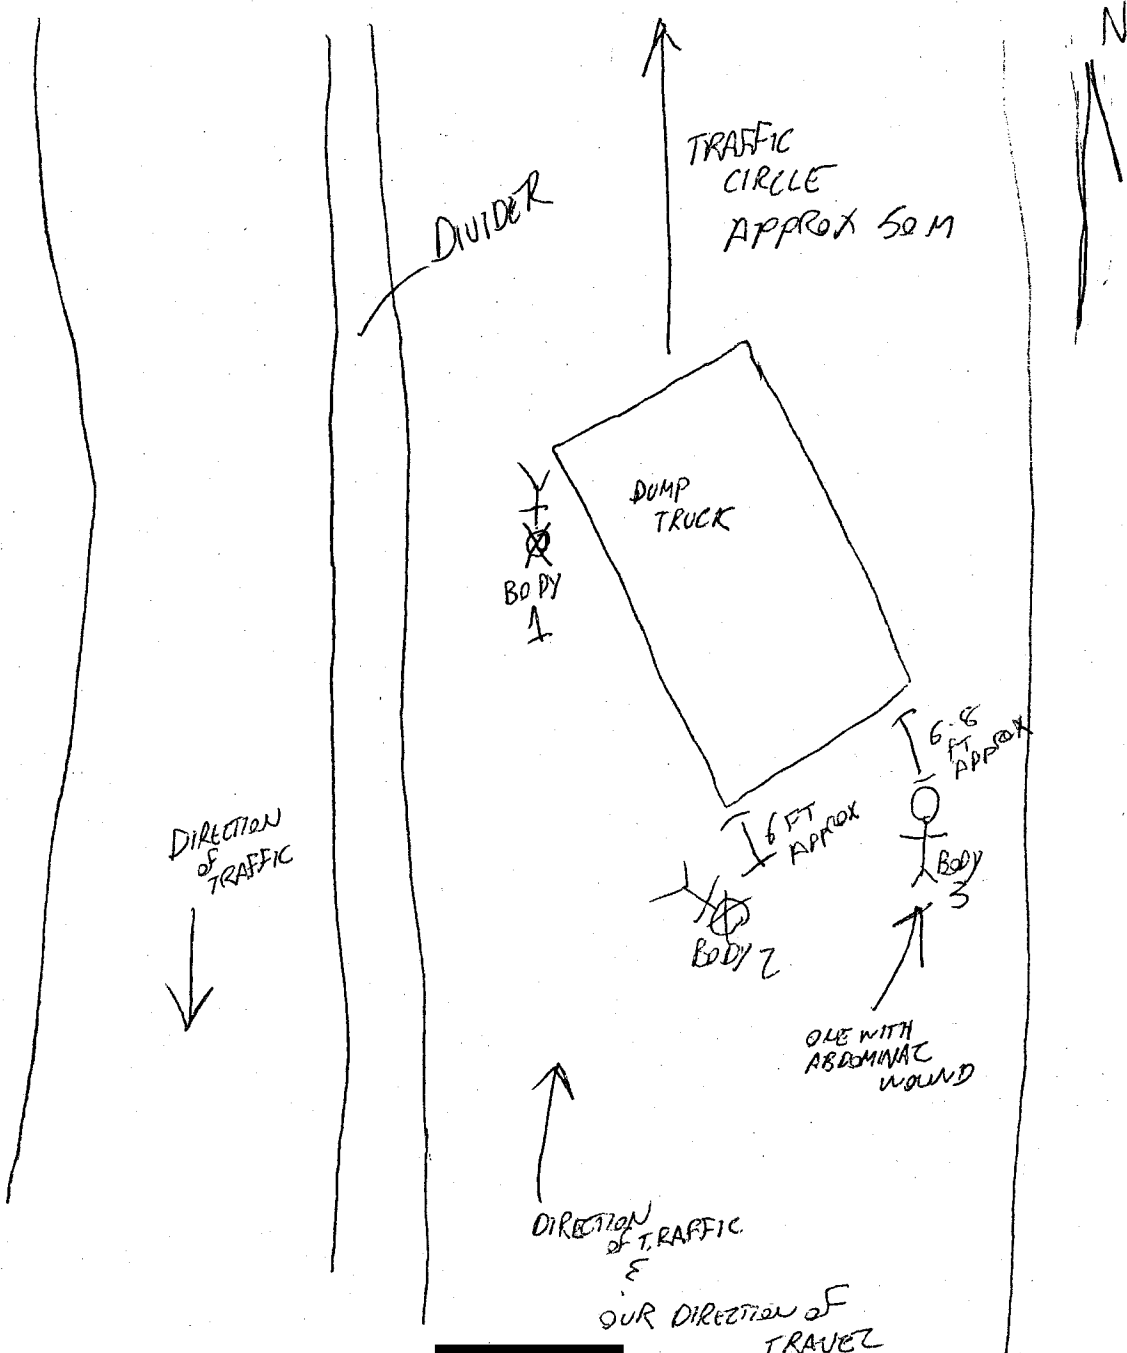 N
TRAFFIC
CIRCLE
APPROX 50 M
DIVIDER
DUMP
TRUCK
BODY
1
6-8
FT
APPROX
6 FT
APPROX
BODY
3
BODY 2
DIRECTION
of
TRAFFIC
ONE WITH
ABDOMINAL
WOUND
DIRECTION
of TRAFFIC
&
OUR DIRECTION of
TRAVEL